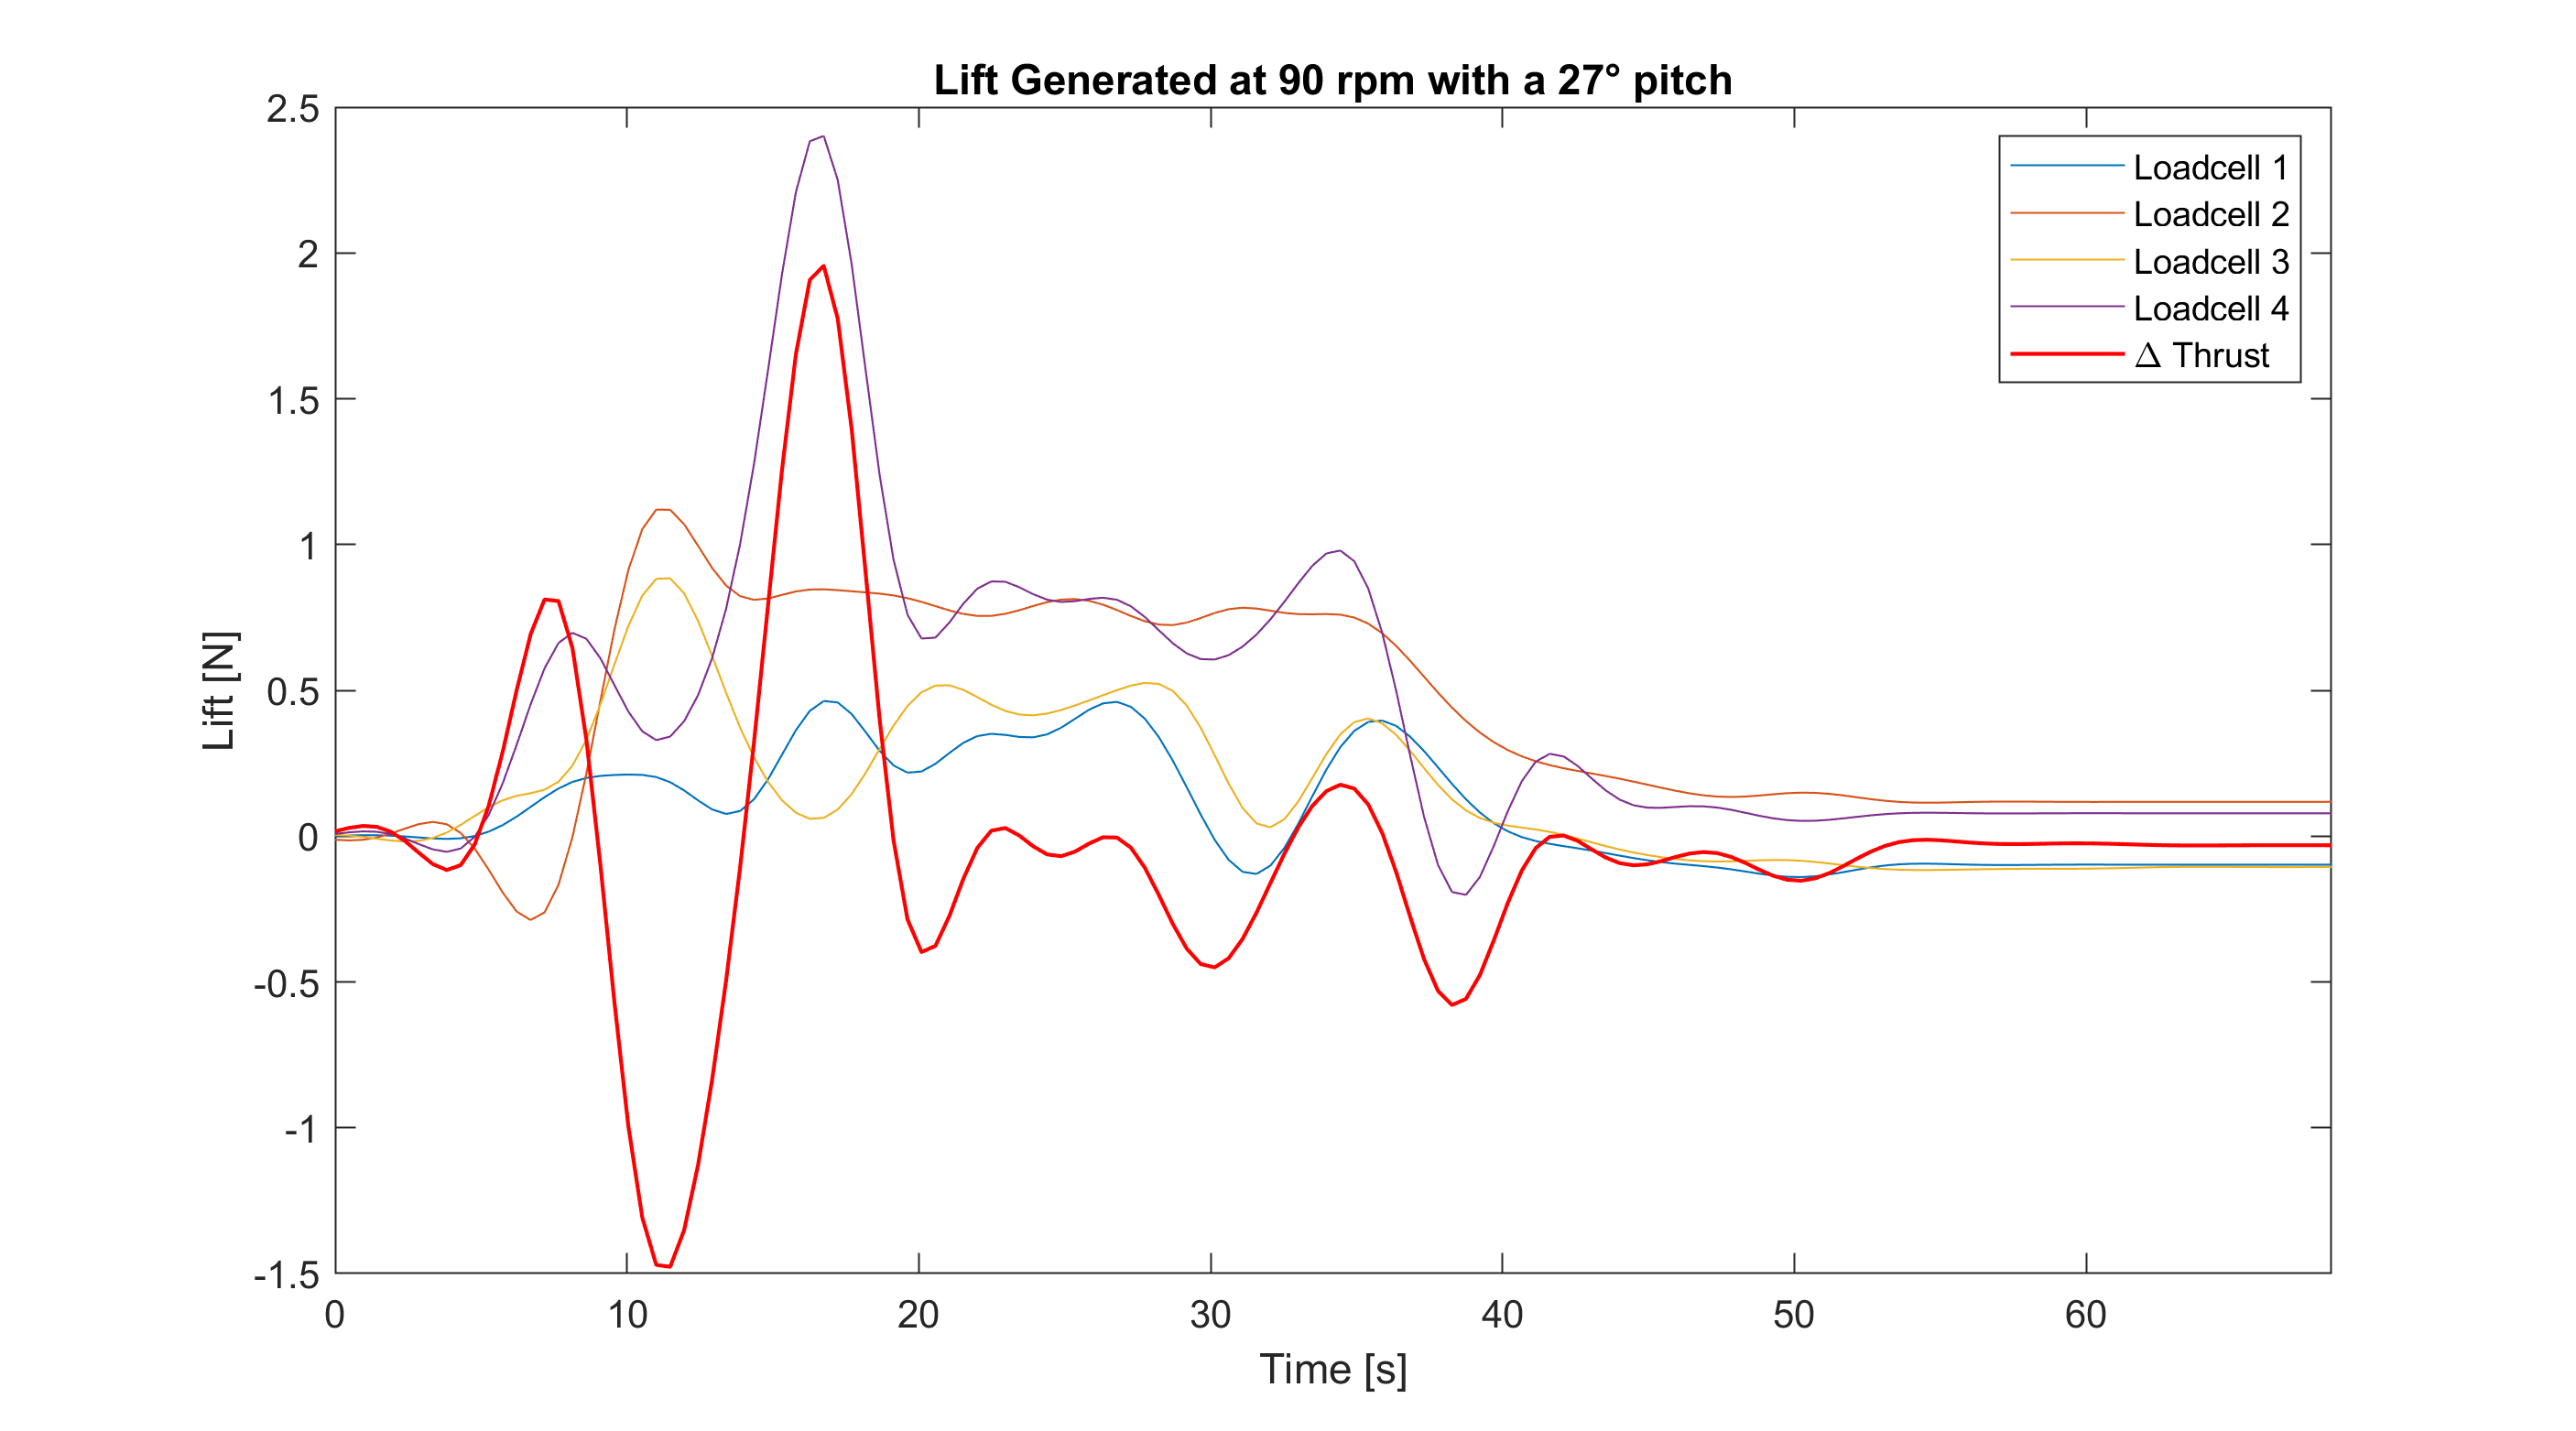 Lift Generated at 90 rpm with a 27° pitch
2.5
2
1.5
1
0.5
0
-0.5
-1
-1.5
Lift [N]
Loadcell 1
Loadcell 2
Loadcell 3
Loadcell 4
Δ Thrust
0 10 20 30 40 50 60
Time [s]